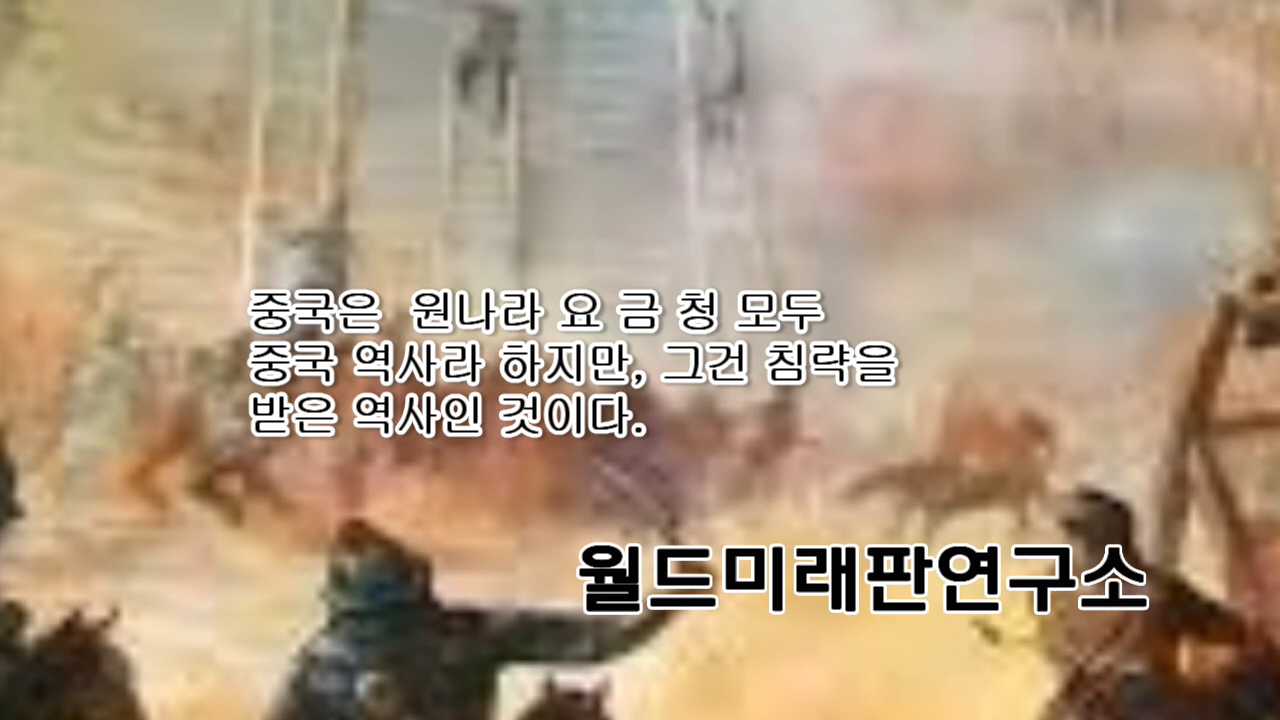 중국은 원나라 요 금 청 모두
중국 역사라 하지만, 그건 침략을
받은 역사인 것이다.
월드미래판연구소